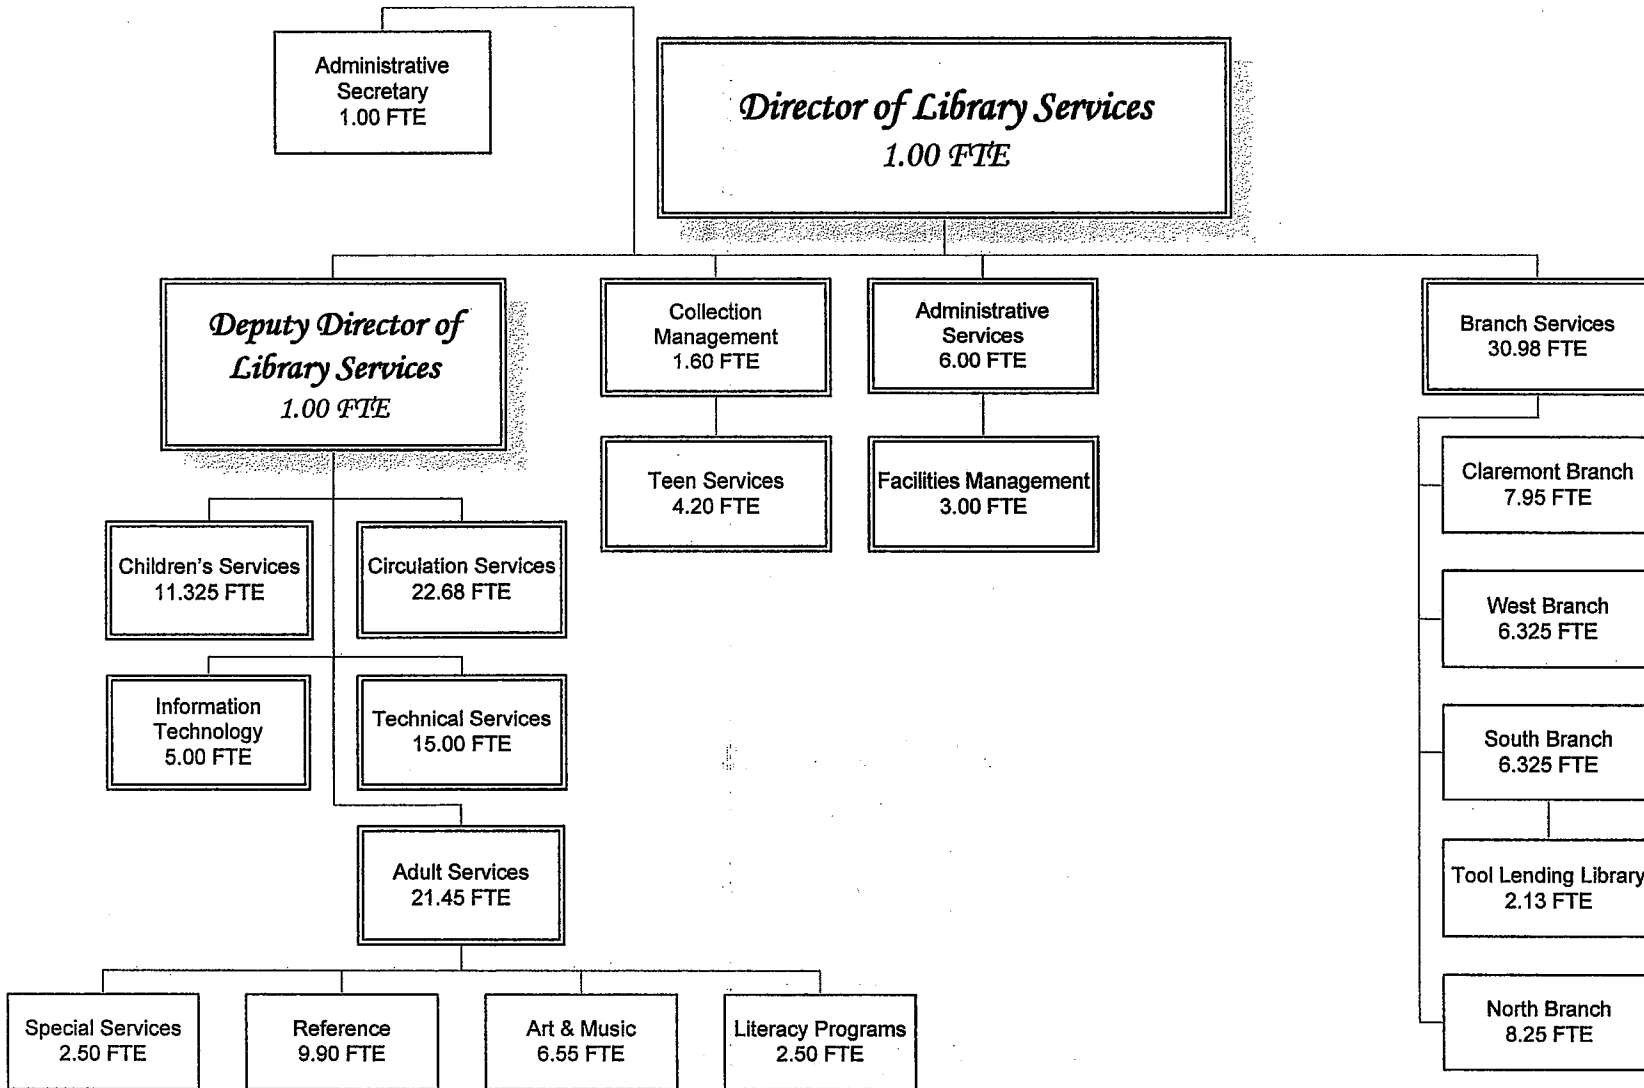 Administrative
Secretary
1.00 FTE
Director of Library Services
1.00 FTE
Deputy Director of
Library Services
1.00 FTE
Collection
Management
1.60 FTE
Administrative
Services
6.00 FTE
Branch Services
30.98 FTE
Teen Services
4.20 FTE
Facilities Management
3.00 FTE
Claremont Branch
7.95 FTE
Children's Services
11.325 FTE
Circulation Services
22.68 FTE
West Branch
6.325 FTE
Information
Technology
5.00 FTE
Technical Services
15.00 FTE
South Branch
6.325 FTE
Adult Services
21.45 FTE
Tool Lending Library
2.13 FTE
Special Services
2.50 FTE
Reference
9.90 FTE
Art & Music
6.55 FTE
Literacy Programs
2.50 FTE
North Branch
8.25 FTE